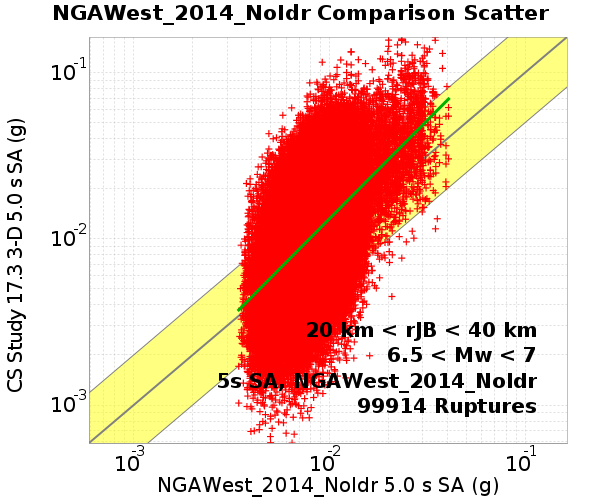 NGAWest_2014_NoIdr Comparison Scatter
CS Study 17.3 3-D 5.0 s SA (g)
10-1
10-2
10-3
20 km < rJB < 40 km
6.5 < Mw < 7
5s SA, NGAWest_2014_NoIdr
99914 Ruptures
10-3 10-2 10-1
NGAWest_2014_NoIdr 5.0 s SA (g)